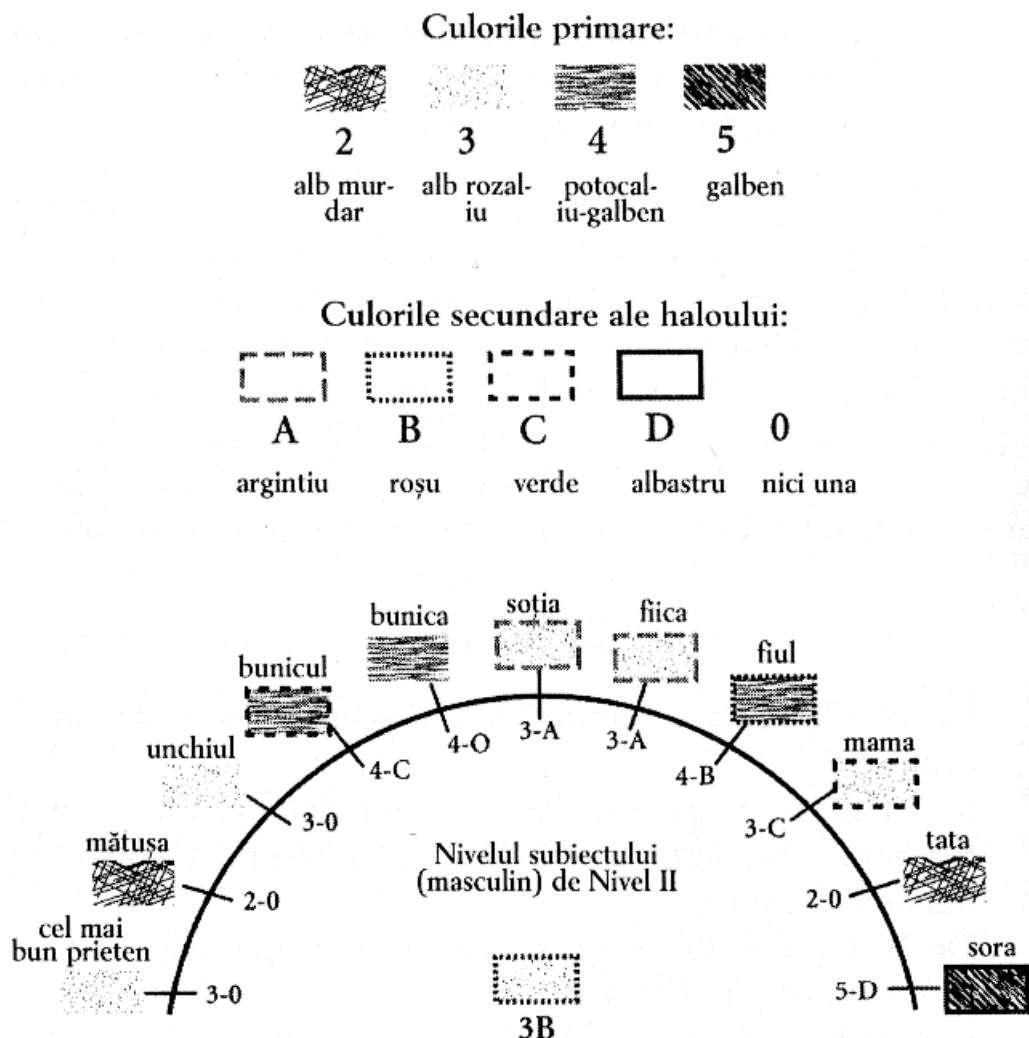 Culorile primare:
2 3 4 5
alb mur-
dar
alb rozal-
iu
potocal-
iu-galben
galben
Culorile secundare ale haloului:
A B C D 0
argintiu roșu verde albastru nici una
soția
fiica
bunica
fiul
bunicul
mama
unchiul
tata
mătușa
sora
cel mai
bun prieten
3-0
2-0
3-0
4-C
4-O
3-A
3-A
4-B
3-C
2-0
5-D
Nivelul subiectului
(masculin) de Nivel II
3B